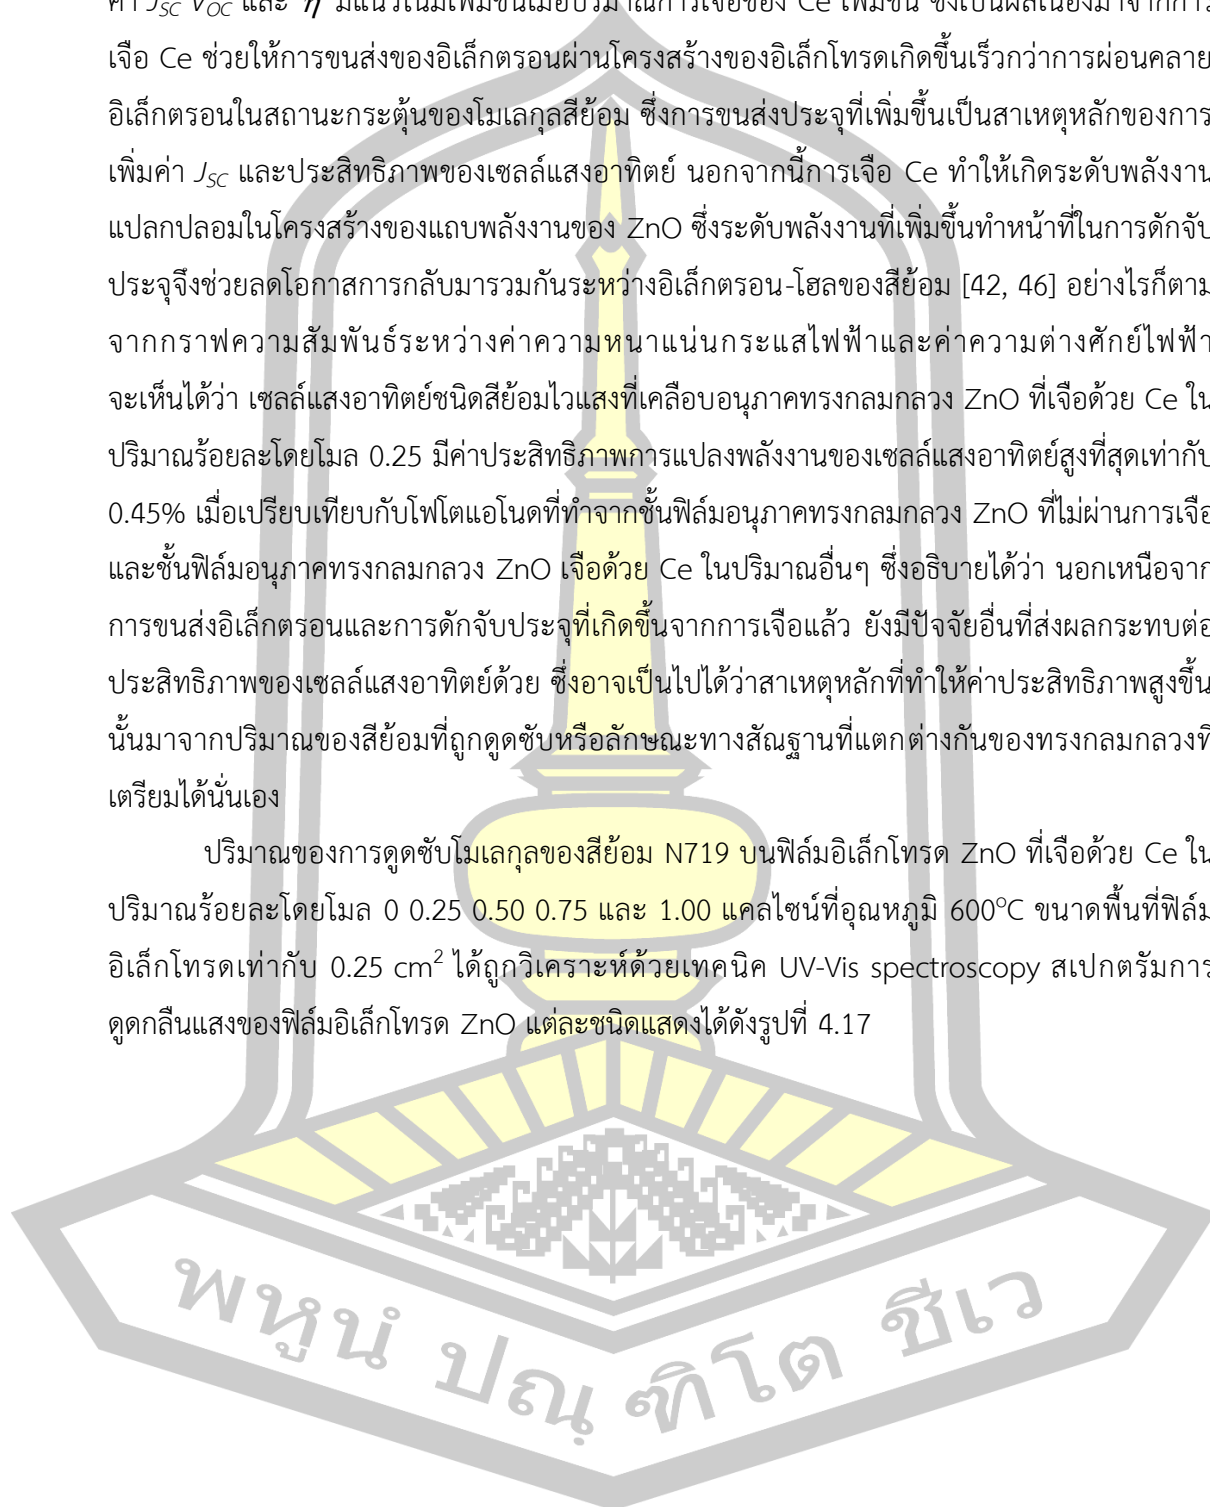 ค่า J_SC V_OC และ η มีแนวโน้มเพิ่มขึ้นเมื่อปริมาณการเจือของ Ce เพิ่มขึ้น ซึ่งเป็นผลเนื่องมาจากการ
เจือ Ce ช่วยให้การขนส่งของอิเล็กตรอนผ่านโครงสร้างของอิเล็กโทรดเกิดขึ้นเร็วกว่าการผ่อนคลาย
อิเล็กตรอนในสถานะกระตุ้นของโมเลกุลสีย้อม ซึ่งการขนส่งประจุที่เพิ่มขึ้นเป็นสาเหตุหลักของการ
เพิ่มค่า J_SC และประสิทธิภาพของเซลล์แสงอาทิตย์ นอกจากนี้การเจือ Ce ทำให้เกิดระดับพลังงาน
แปลกปลอมในโครงสร้างของแถบพลังงานของ ZnO ซึ่งระดับพลังงานที่เพิ่มขึ้นทำหน้าที่ในการดักจับ
ประจุจึงช่วยลดโอกาสการกลับมารวมกันระหว่างอิเล็กตรอน-โฮลของสีย้อม [42, 46] อย่างไรก็ตาม
จากกราฟความสัมพันธ์ระหว่างค่าความหนาแน่นกระแสไฟฟ้าและค่าความต่างศักย์ไฟฟ้า
จะเห็นได้ว่า เซลล์แสงอาทิตย์ชนิดสีย้อมไวแสงที่เคลือบอนุภาคทรงกลมกลวง ZnO ที่เจือด้วย Ce ใน
ปริมาณร้อยละโดยโมล 0.25 มีค่าประสิทธิภาพการแปลงพลังงานของเซลล์แสงอาทิตย์สูงที่สุดเท่ากับ
0.45% เมื่อเปรียบเทียบกับโฟโตแอโนดที่ทำจากชั้นฟิล์มอนุภาคทรงกลมกลวง ZnO ที่ไม่ผ่านการเจือ
และชั้นฟิล์มอนุภาคทรงกลมกลวง ZnO เจือด้วย Ce ในปริมาณอื่นๆ ซึ่งอธิบายได้ว่า นอกเหนือจาก
การขนส่งอิเล็กตรอนและการดักจับประจุที่เกิดขึ้นจากการเจือแล้ว ยังมีปัจจัยอื่นที่ส่งผลกระทบต่อ
ประสิทธิภาพของเซลล์แสงอาทิตย์ด้วย ซึ่งอาจเป็นไปได้ว่าสาเหตุหลักที่ทำให้ค่าประสิทธิภาพสูงขึ้น
นั้นมาจากปริมาณของสีย้อมที่ถูกดูดซับหรือลักษณะทางสัณฐานที่แตกต่างกันของทรงกลมกลวงที่
เตรียมได้นั่นเอง
ปริมาณของการดูดซับโมเลกุลของสีย้อม N719 บนฟิล์มอิเล็กโทรด ZnO ที่เจือด้วย Ce ใน
ปริมาณร้อยละโดยโมล 0 0.25 0.50 0.75 และ 1.00 แคลไซน์ที่อุณหภูมิ 600°C ขนาดพื้นที่ฟิล์ม
อิเล็กโทรดเท่ากับ 0.25 cm² ได้ถูกวิเคราะห์ด้วยเทคนิค UV-Vis spectroscopy สเปกตรัมการ
ดูดกลืนแสงของฟิล์มอิเล็กโทรด ZnO แต่ละชนิดแสดงได้ดังรูปที่ 4.17
พหูนํ ปณฺฑิโต ชีเว